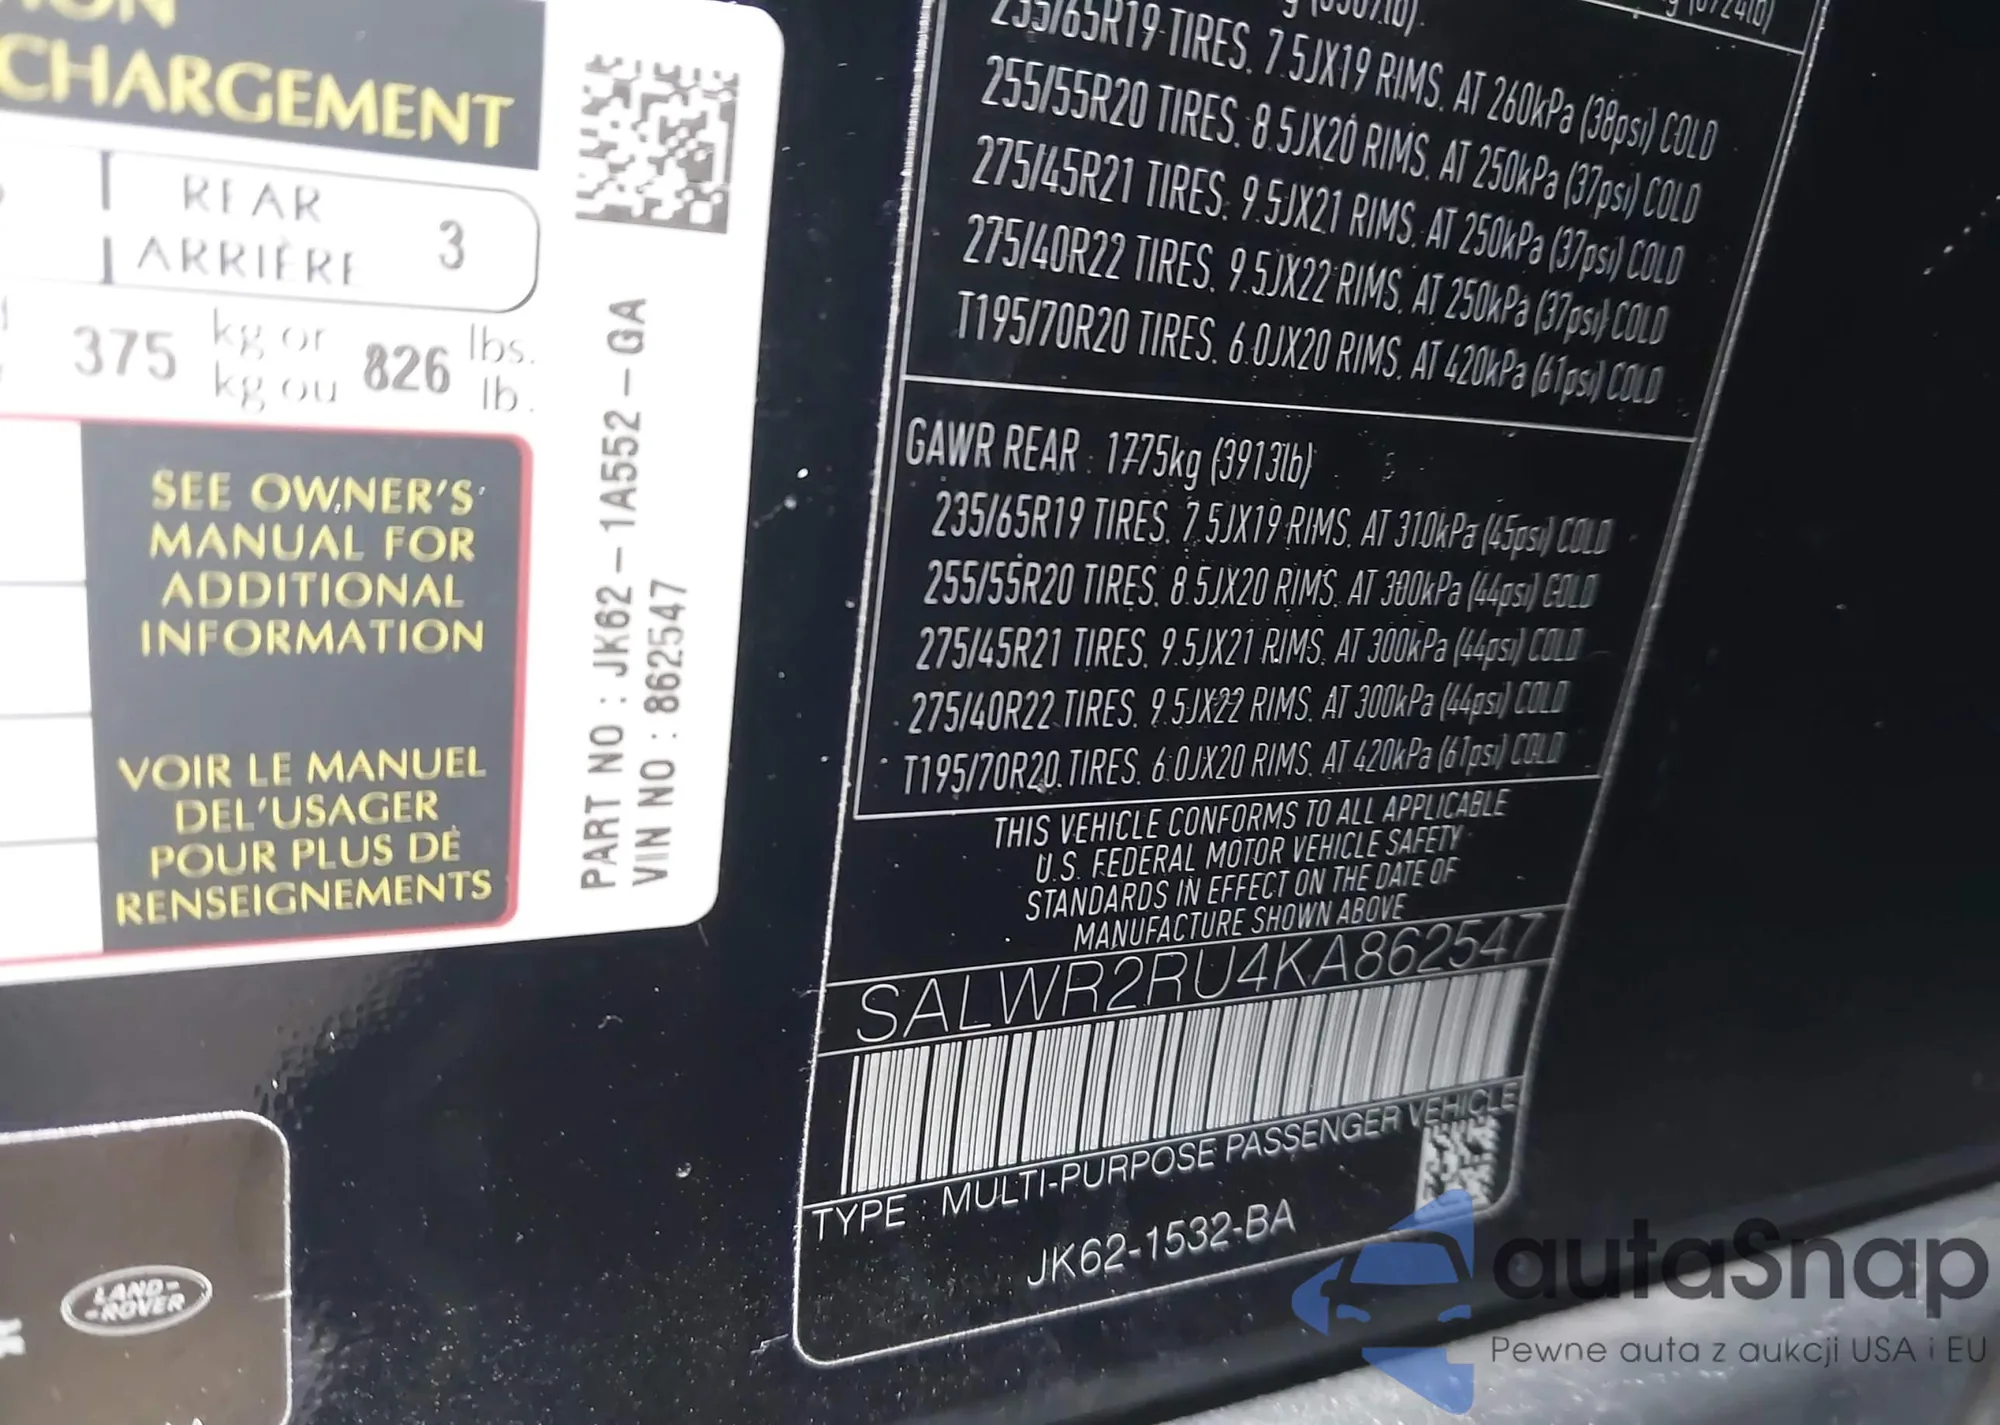 CHARGEMENT
REAR
ARRIÈRE
3
375 kg or
kg ou 826 lbs.
lb.
SEE OWNER'S
MANUAL FOR
ADDITIONAL
INFORMATION
VOIR LE MANUEL
DEL'USAGER
POUR PLUS DE
RENSEIGNEMENTS
PART NO : JK62-1A552-GA
VIN NO : 862547
LAND-
-ROVER
235/65R19 TIRES. 7.5JX19 RIMS. AT 260kPa (38psi) COLD
255/55R20 TIRES. 8.5JX20 RIMS. AT 250kPa (37psi) COLD
275/45R21 TIRES. 9.5JX21 RIMS. AT 250kPa (37psi) COLD
275/40R22 TIRES. 9.5JX22 RIMS. AT 250kPa (37psi) COLD
T195/70R20 TIRES. 6.0JX20 RIMS. AT 420kPa (61psi) COLD
GAWR REAR : 1775kg (3913lb)
235/65R19 TIRES. 7.5JX19 RIMS. AT 310kPa (45psi) COLD
255/55R20 TIRES. 8.5JX20 RIMS. AT 300kPa (44psi) COLD
275/45R21 TIRES. 9.5JX21 RIMS. AT 300kPa (44psi) COLD
275/40R22 TIRES. 9.5JX22 RIMS. AT 300kPa (44psi) COLD
T195/70R20 TIRES. 6.0JX20 RIMS. AT 420kPa (61psi) COLD
THIS VEHICLE CONFORMS TO ALL APPLICABLE
U.S. FEDERAL MOTOR VEHICLE SAFETY
STANDARDS IN EFFECT ON THE DATE OF
MANUFACTURE SHOWN ABOVE
SALWR2RU4KA862547
TYPE : MULTI-PURPOSE PASSENGER VEHICLE
JK62-1532-BA
autaSnap
Pewne auta z aukcji USA i EU